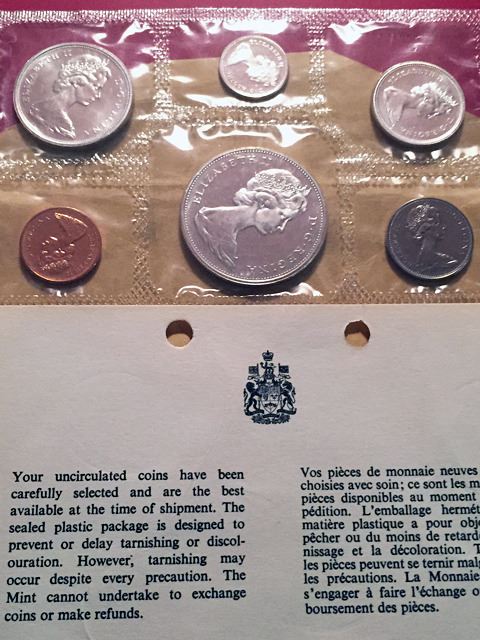 ELIZABETH II D·G·REGINA
Your uncirculated coins have been
carefully selected and are the best
available at the time of shipment. The
sealed plastic package is designed to
prevent or delay tarnishing or discol-
ouration. However, tarnishing may
occur despite every precaution. The
Mint cannot undertake to exchange
coins or make refunds.
Vos pièces de monnaie neuves
choisies avec soin; ce sont les
pièces disponibles au moment
pédition. L'emballage
matière plastique a pour
pêcher ou du moins de
nissage et la décoloration.
les pièces peuvent se ternir
les précautions. La Monnaie
s'engager à faire l'échange
boursement des pièces.